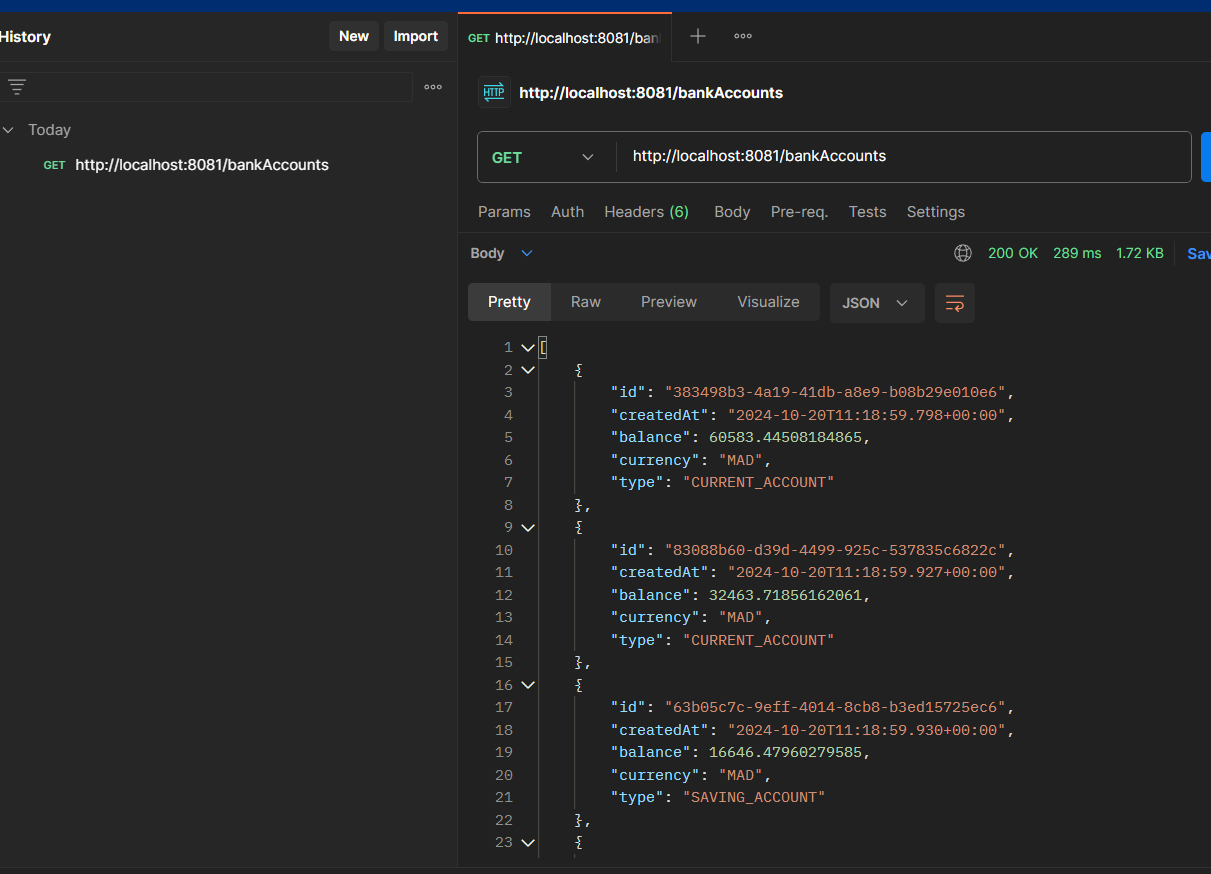 History
New
Import
GET http://localhost:8081/ban
HTTP http://localhost:8081/bankAccounts
Today
GET http://localhost:8081/bankAccounts
GET http://localhost:8081/bankAccounts
Params Auth Headers (6) Body Pre-req. Tests Settings
Body 200 OK 289 ms 1.72 KB Sav
Pretty Raw Preview Visualize JSON
1 [
2 {
3 "id": "383498b3-4a19-41db-a8e9-b08b29e010e6",
4 "createdAt": "2024-10-20T11:18:59.798+00:00",
5 "balance": 60583.44508184865,
6 "currency": "MAD",
7 "type": "CURRENT_ACCOUNT"
8 },
9 {
10 "id": "83088b60-d39d-4499-925c-537835c6822c",
11 "createdAt": "2024-10-20T11:18:59.927+00:00",
12 "balance": 32463.71856162061,
13 "currency": "MAD",
14 "type": "CURRENT_ACCOUNT"
15 },
16 {
17 "id": "63b05c7c-9eff-4014-8cb8-b3ed15725ec6",
18 "createdAt": "2024-10-20T11:18:59.930+00:00",
19 "balance": 16646.47960279585,
20 "currency": "MAD",
21 "type": "SAVING_ACCOUNT"
22 },
23 {